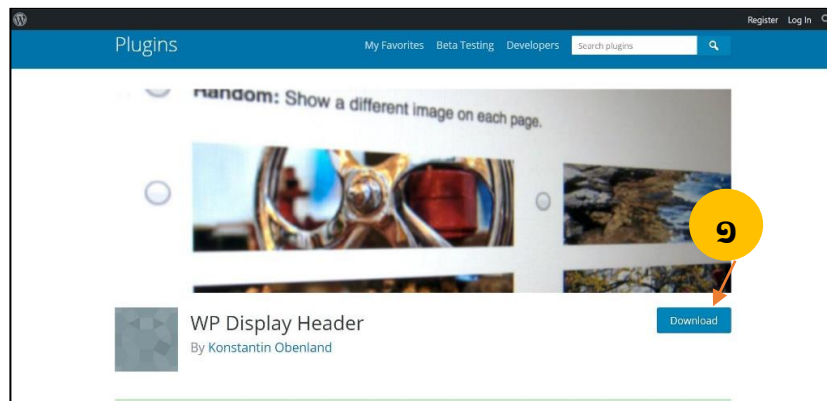 Register Log In
Plugins My Favorites Beta Testing Developers Search plugins
Random: Show a different image on each page.
๑
WP Display Header
Download
By Konstantin Obenland